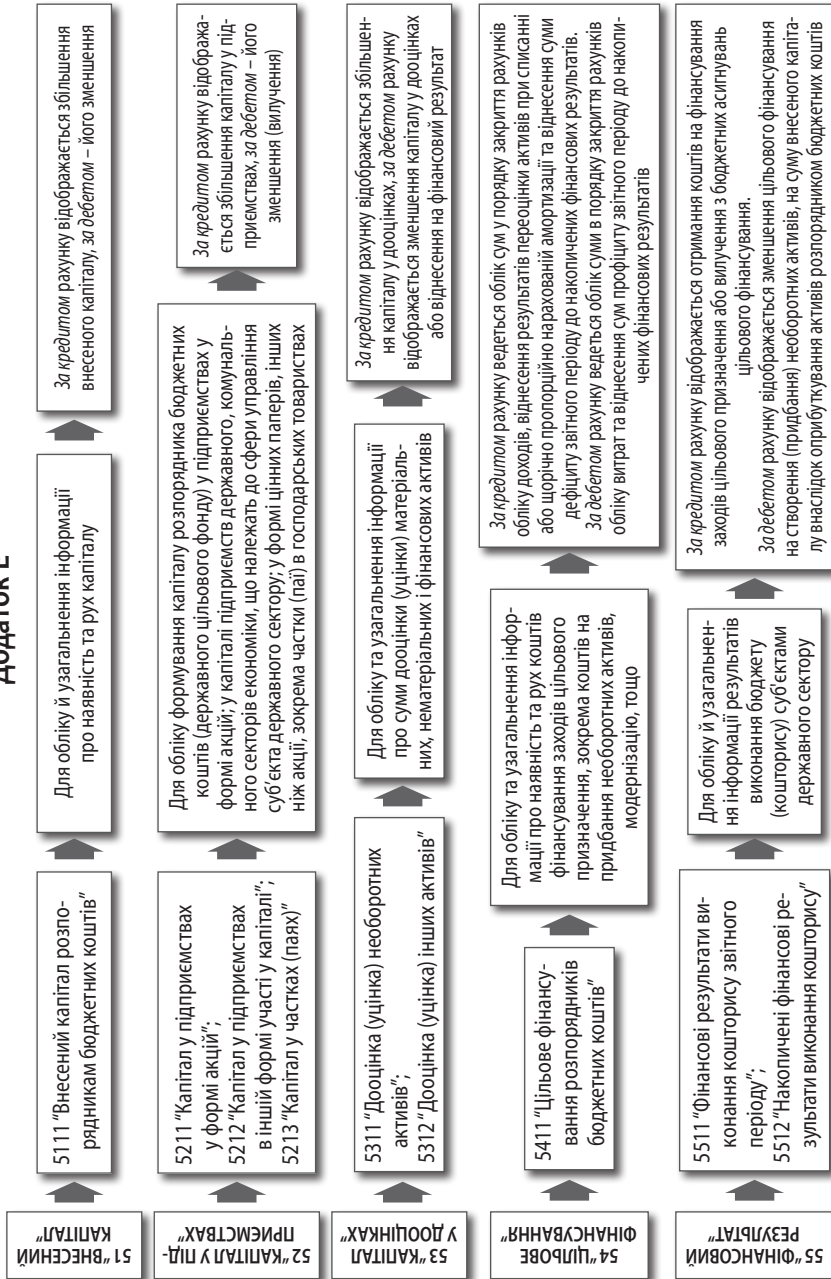 Додаток Е
51 "ВНЕСЕНИЙ
КАПІТАЛ"
5111 "Внесений капітал розпо-
рядникам бюджетних коштів"
Для обліку й узагальнення інформації
про наявність та рух капіталу
За кредитом рахунку відображається збільшення
внесеного капіталу, за дебетом – його зменшення
52 "КАПІТАЛ У ПІД-
ПРИЄМСТВАХ"
5211 "Капітал у підприємствах
у формі акцій";
5212 "Капітал у підприємствах
в іншій формі участі у капіталі";
5213 "Капітал у частках (паях)"
Для обліку формування капіталу розпорядника бюджетних
коштів (державного цільового фонду) у підприємствах у
формі акцій; у капіталі підприємств державного, комуналь-
ного секторів економіки, що належать до сфери управління
суб'єкта державного сектору; у формі цінних паперів, інших
ніж акції, зокрема частки (паї) в господарських товариствах
За кредитом рахунку відобража-
ється збільшення капіталу у під-
приємствах, за дебетом – його
зменшення (вилучення)
53 "КАПІТАЛ
У ДООЦІНКАХ"
5311 "Дооцінка (уцінка) необоротних
активів";
5312 "Дооцінка (уцінка) інших активів"
Для обліку та узагальнення інформації
про суми дооцінки (уцінки) матеріаль-
них, нематеріальних і фінансових активів
За кредитом рахунку відображається збільшен-
ня капіталу у дооцінках, за дебетом рахунку
відображається зменшення капіталу у дооцінках
або віднесення на фінансовий результат
54 "ЦІЛЬОВЕ
ФІНАНСУВАННЯ"
5411 "Цільове фінансу-
вання розпорядників
бюджетних коштів"
Для обліку та узагальнення інфор-
мації про наявність та рух коштів
фінансування заходів цільового
призначення, зокрема коштів на
придбання необоротних активів,
модернізацію, тощо
За кредитом рахунку ведеться облік сум у порядку закриття рахунків
обліку доходів, віднесення результатів переоцінки активів при списанні
або щорічно пропорційно нарахованій амортизації та віднесення суми
дефіциту звітного періоду до накопичених фінансових результатів.
За дебетом рахунку ведеться облік суми в порядку закриття рахунків
обліку витрат та віднесення сум профіциту звітного періоду до накопи-
чених фінансових результатів
55 "ФІНАНСОВИЙ
РЕЗУЛЬТАТ"
5511 "Фінансові результати ви-
конання кошторису звітного
періоду";
5512 "Накопичені фінансові ре-
зультати виконання кошторису"
Для обліку й узагальнен-
ня інформації результатів
виконання бюджету
(кошторису) суб'єктами
державного сектору
За кредитом рахунку відображається отримання коштів на фінансування
заходів цільового призначення або вилучення з бюджетних асигнувань
цільового фінансування.
За дебетом рахунку відображається зменшення цільового фінансування
на створення (придбання) необоротних активів, на суму внесеного капіта-
лу внаслідок оприбуткування активів розпорядником бюджетних коштів